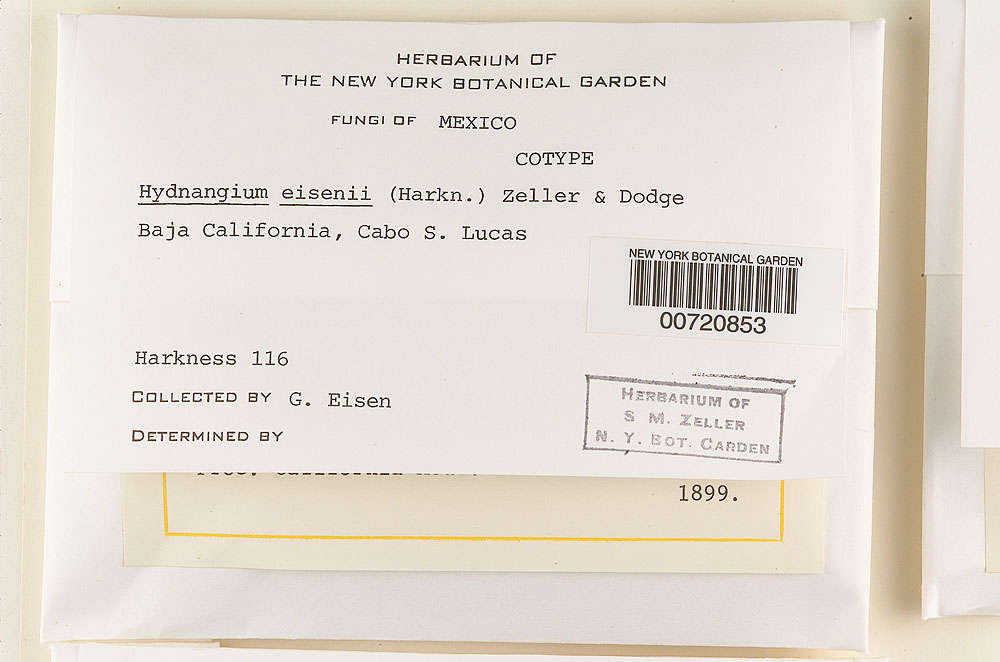 HERBARIUM OF
THE NEW YORK BOTANICAL GARDEN
FUNGI OF MEXICO
COTYPE
Hydnangium eisenii (Harkn.) Zeller & Dodge
Baja California, Cabo S. Lucas
NEW YORK BOTANICAL GARDEN
00720853
Harkness 116
COLLECTED BY G. Eisen
DETERMINED BY
HERBARIUM OF
S M. ZELLER
N. Y. BOT. GARDEN
1899.